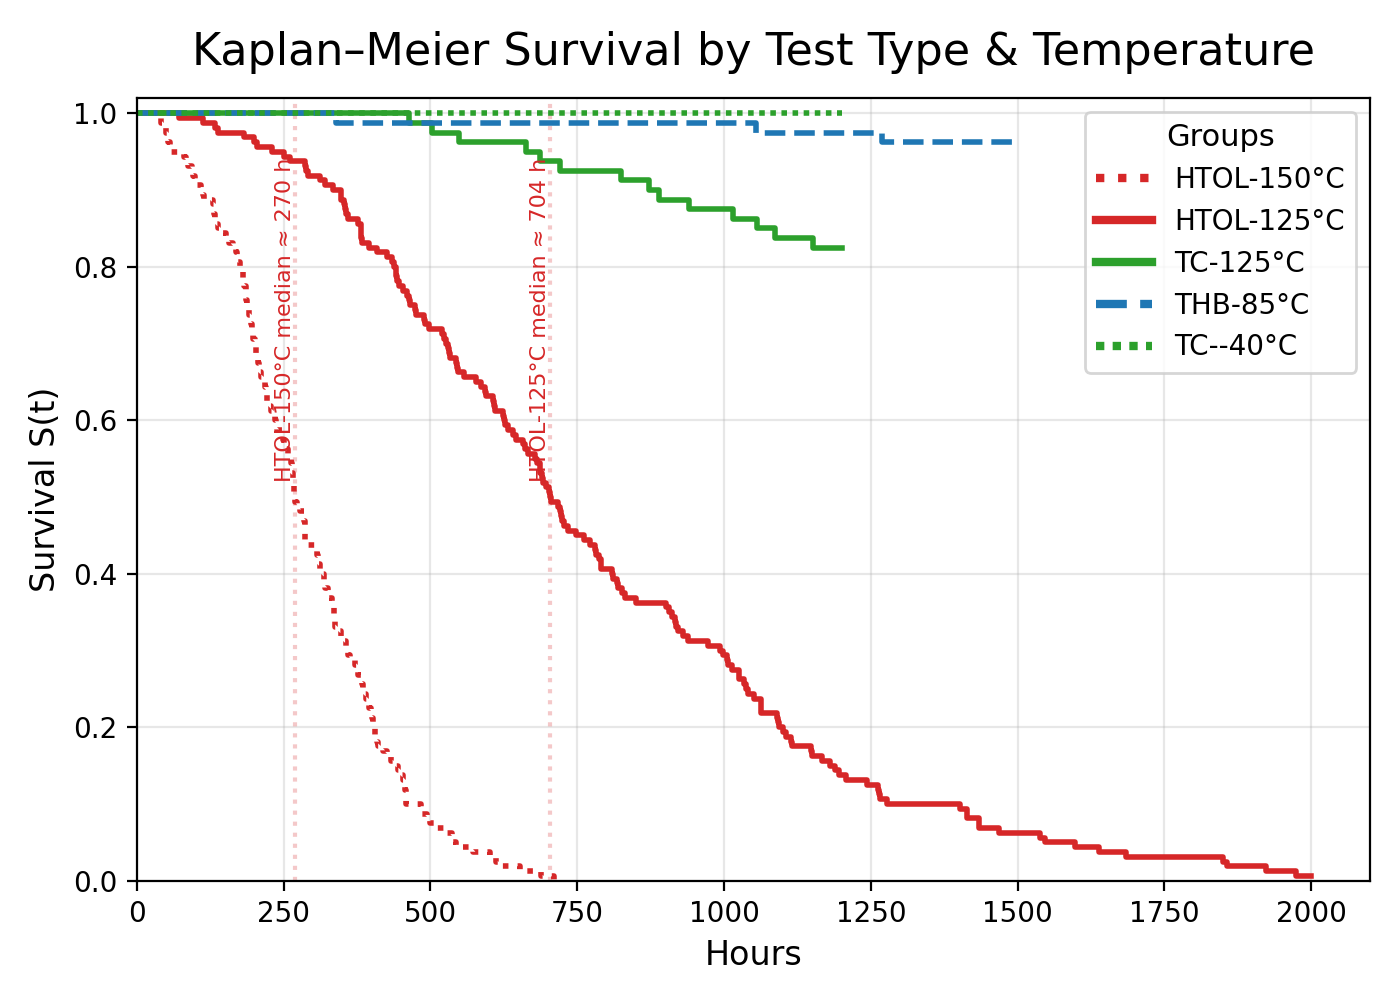 Kaplan–Meier Survival by Test Type & Temperature
Survival S(t)
1.0
0.8
0.6
0.4
0.2
0.0
HTOL-150°C median ≈ 270 h
HTOL-125°C median ≈ 704 h
Groups
HTOL-150°C
HTOL-125°C
TC-125°C
THB-85°C
TC--40°C
0 250 500 750 1000 1250 1500 1750 2000
Hours